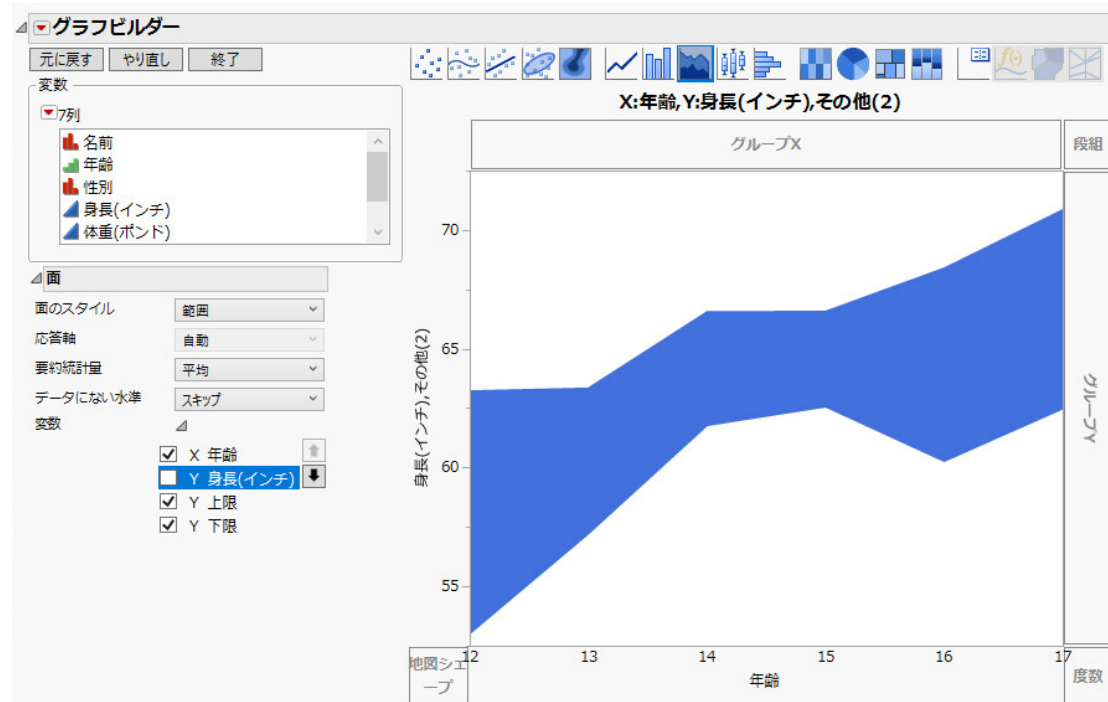 グラフビルダー
元に戻す やり直し 終了
変数
7列
名前
年齢
性別
身長(インチ)
体重(ポンド)
面
面のスタイル 範囲
応答軸 自動
要約統計量 平均
データにない水準 スキップ
変数
X 年齢
Y 身長(インチ)
Y 上限
Y 下限
f()
X:年齢,Y:身長(インチ),その他(2)
グループX
段組
身長(インチ),その他(2)
70
65
60
55
グループY
12 13 14 15 16 17
年齢
地図シェ
ープ
度数